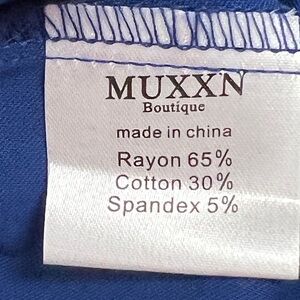 MUXXN
Boutique
made in china
Rayon 65%
Cotton 30%
Spandex 5%